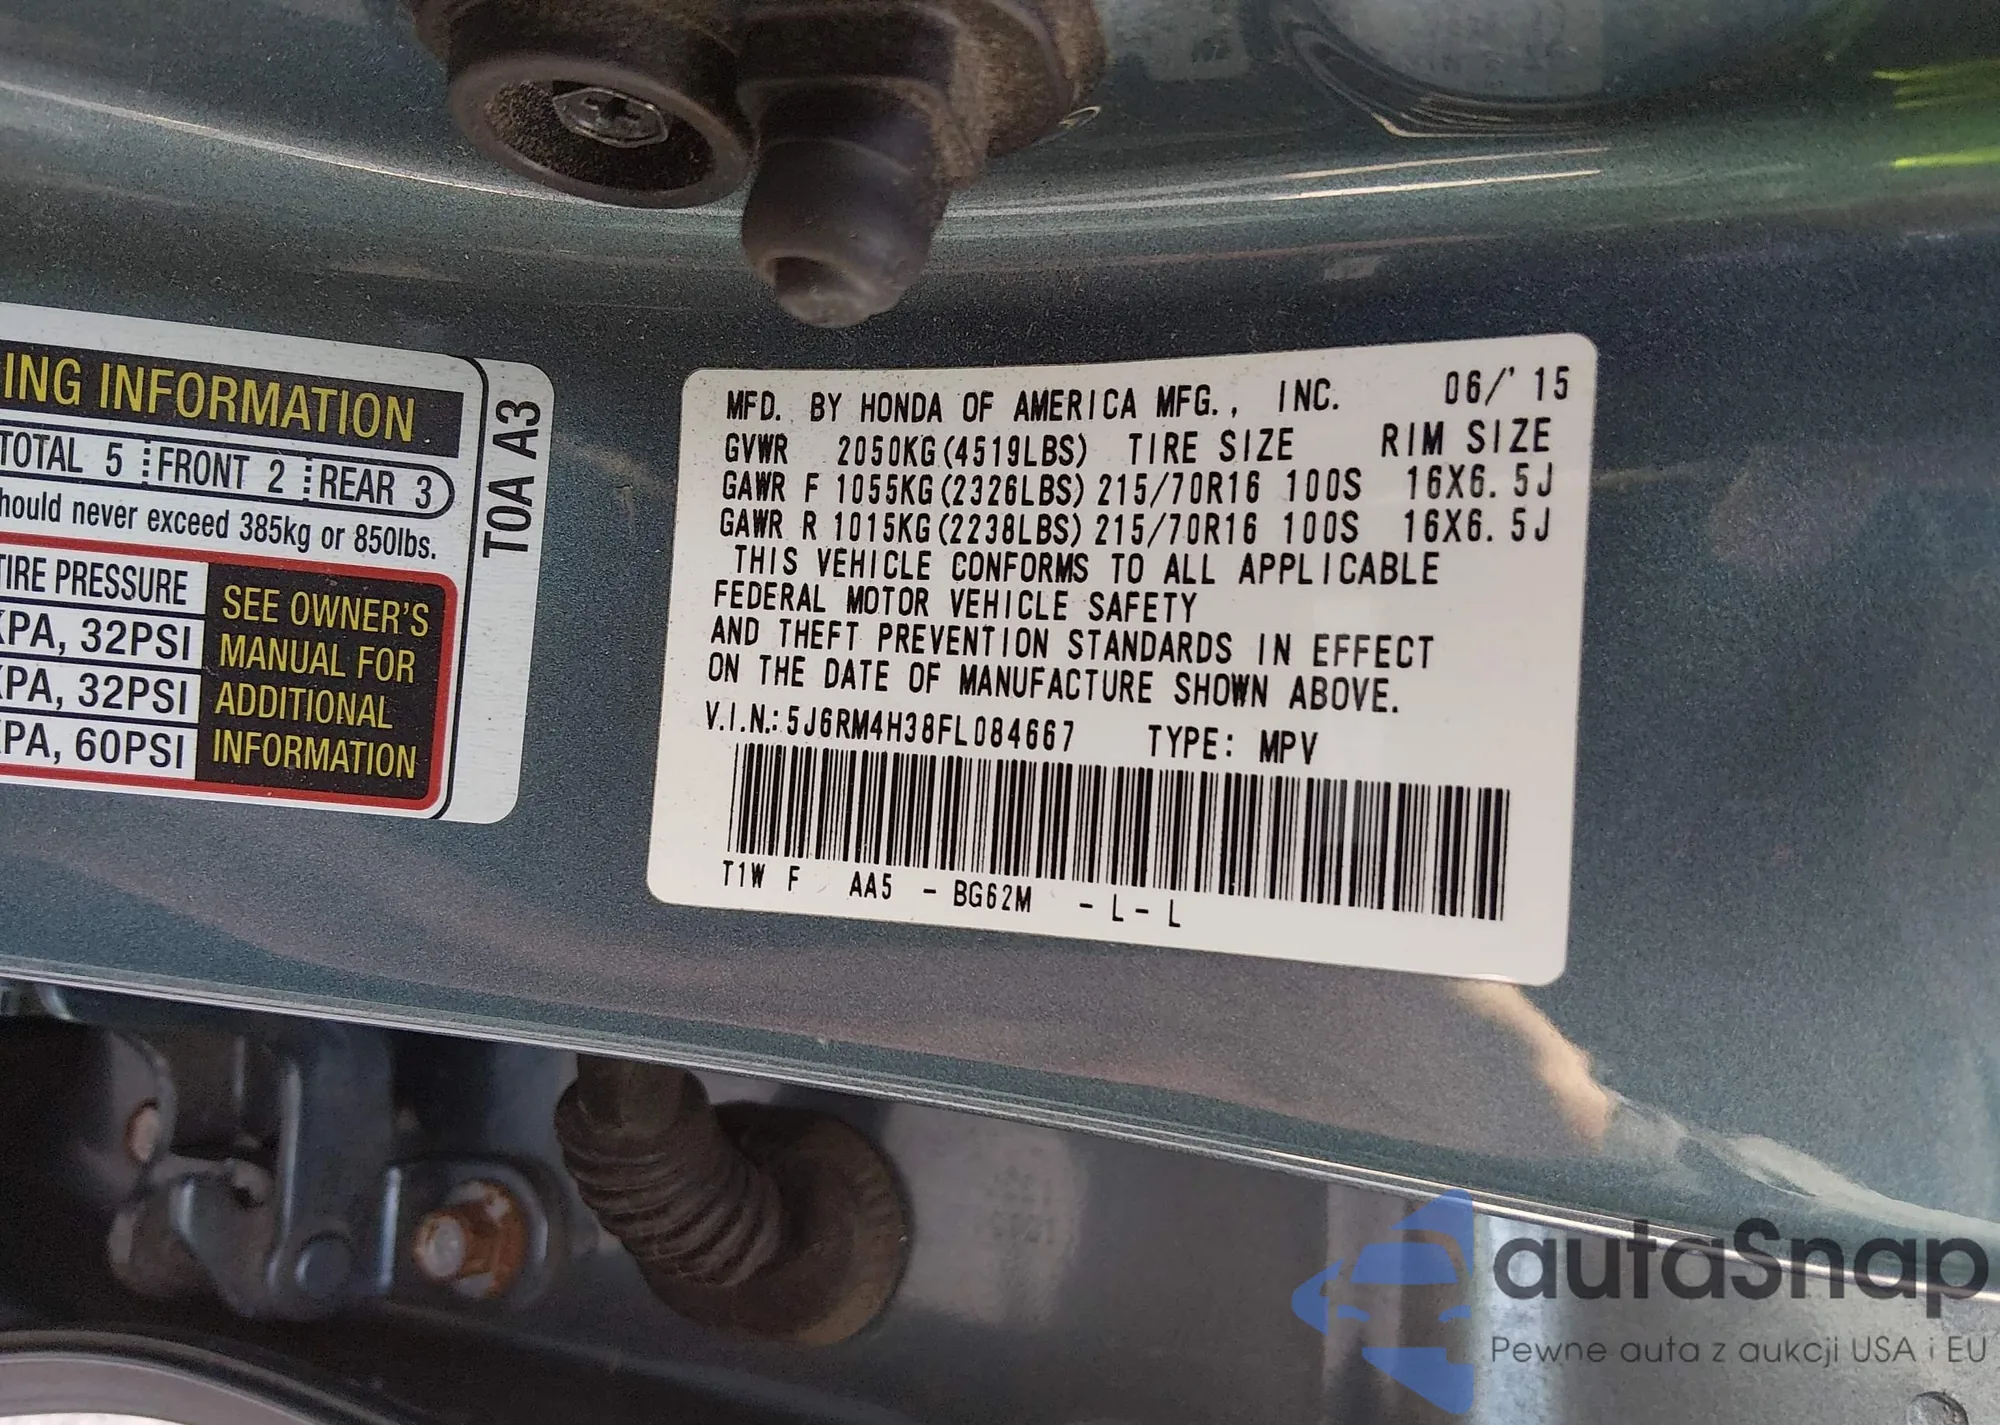 ING INFORMATION
TOTAL 5 FRONT 2 REAR 3
hould never exceed 385kg or 850lbs.
TIRE PRESSURE
KPA, 32PSI
KPA, 32PSI
KPA, 60PSI
SEE OWNER'S
MANUAL FOR
ADDITIONAL
INFORMATION
T0A A3
MFD. BY HONDA OF AMERICA MFG., INC. 06/'15
GVWR 2050KG(4519LBS) TIRE SIZE RIM SIZE
GAWR F 1055KG(2326LBS) 215/70R16 100S 16X6.5J
GAWR R 1015KG(2238LBS) 215/70R16 100S 16X6.5J
THIS VEHICLE CONFORMS TO ALL APPLICABLE
FEDERAL MOTOR VEHICLE SAFETY
AND THEFT PREVENTION STANDARDS IN EFFECT
ON THE DATE OF MANUFACTURE SHOWN ABOVE.
V.I.N.: 5J6RM4H38FL084667 TYPE: MPV
T1W F AA5 - BG62M - L - L
autaSnap
Pewne auta z aukcji USA i EU